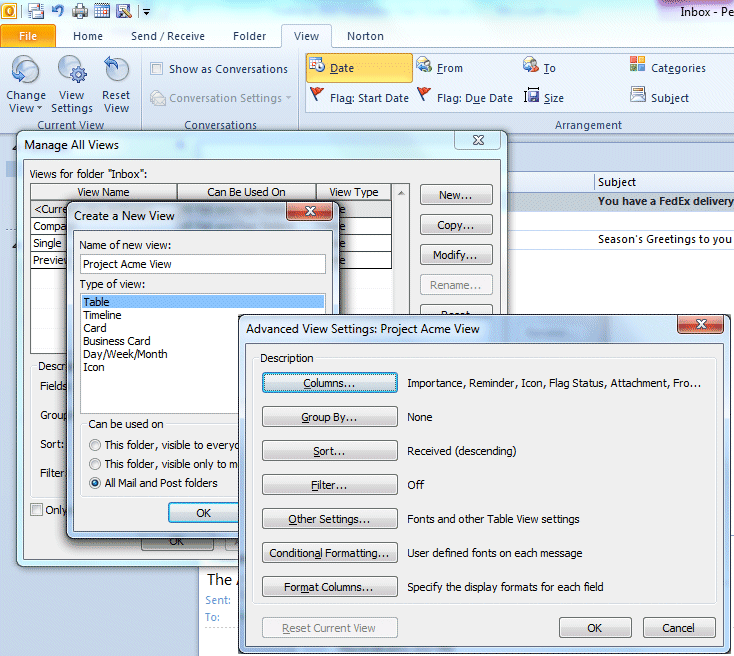 Inbox - Pe
File Home Send / Receive Folder View Norton
Change View
View Settings
Reset View
Current View
Show as Conversations
Conversation Settings
Conversations
Date From To Categories
Flag: Start Date Flag: Due Date Size Subject
Arrangement
Subject
You have a FedEx delivery
Season's Greetings to you
Manage All Views
Views for folder "Inbox":
View Name Can Be Used On View Type
<Curre
Compa
Single
Preview
New...
Copy...
Modify...
Rename...
Reset
Descr
Fields
Group
Sort:
Filter
Only
OK
Create a New View
Name of new view:
Project Acme View
Type of view:
Table
Timeline
Card
Business Card
Day/Week/Month
Icon
Can be used on
This folder, visible to everyo
This folder, visible only to m
All Mail and Post folders
OK
Advanced View Settings: Project Acme View
Description
Columns... Importance, Reminder, Icon, Flag Status, Attachment, Fro...
Group By... None
Sort... Received (descending)
Filter... Off
Other Settings... Fonts and other Table View settings
Conditional Formatting... User defined fonts on each message
Format Columns... Specify the display formats for each field
Reset Current View OK Cancel
The
Sent:
To: